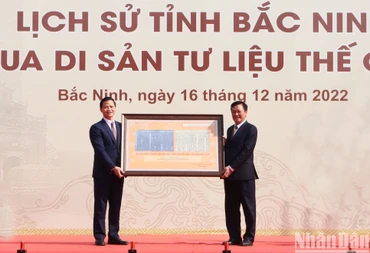 LỊCH SỬ TỈNH BẮC NIN
UA DI SẢN TƯ LIỆU THẾ G
Bắc Ninh, ngày 16 tháng 12 năm 2022
NhânDân